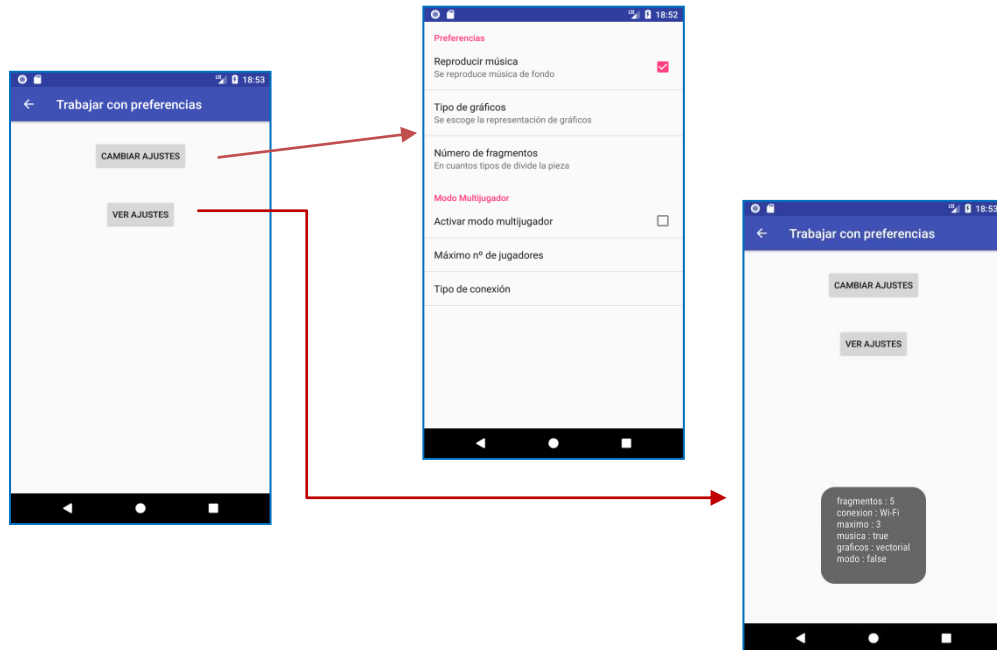 18:53
Trabajar con preferencias
CAMBIAR AJUSTES
VER AJUSTES
18:52
Preferencias
Reproducir música
Se reproduce música de fondo
Tipo de gráficos
Se escoge la representación de gráficos
Número de fragmentos
En cuantos tipos de divide la pieza
Modo Multijugador
Activar modo multijugador
Máximo nº de jugadores
Tipo de conexión
18:53
Trabajar con preferencias
CAMBIAR AJUSTES
VER AJUSTES
fragmentos : 5
conexion : Wi-Fi
maximo : 3
musica : true
graficos : vectorial
modo : false